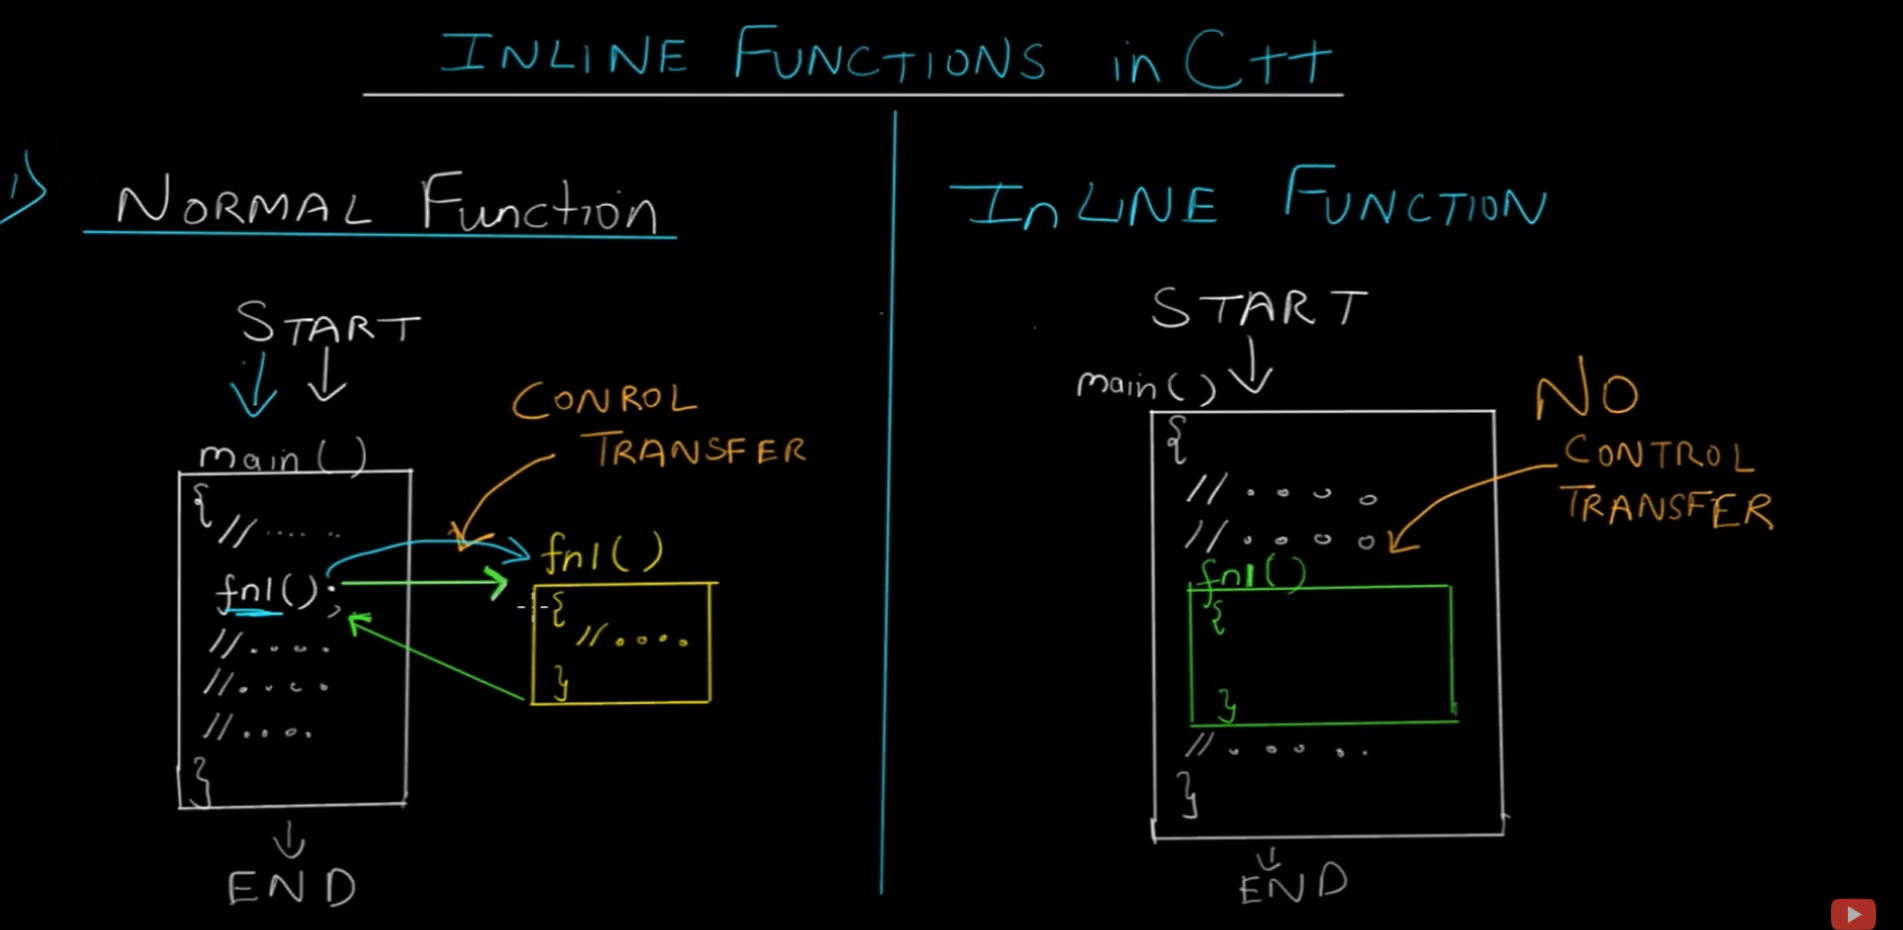 INLINE FUNCTIONS in C++
1)
NORMAL Function
START
CONROL
TRANSFER
main()
{
//......
fn1();
//....
//....
//....
}
END
fn1()
{
//....
}
InLINE FUNCTION
START
main()
NO
CONTROL
TRANSFER
{
//....
//....
fn1()
{
}
//.....
}
END